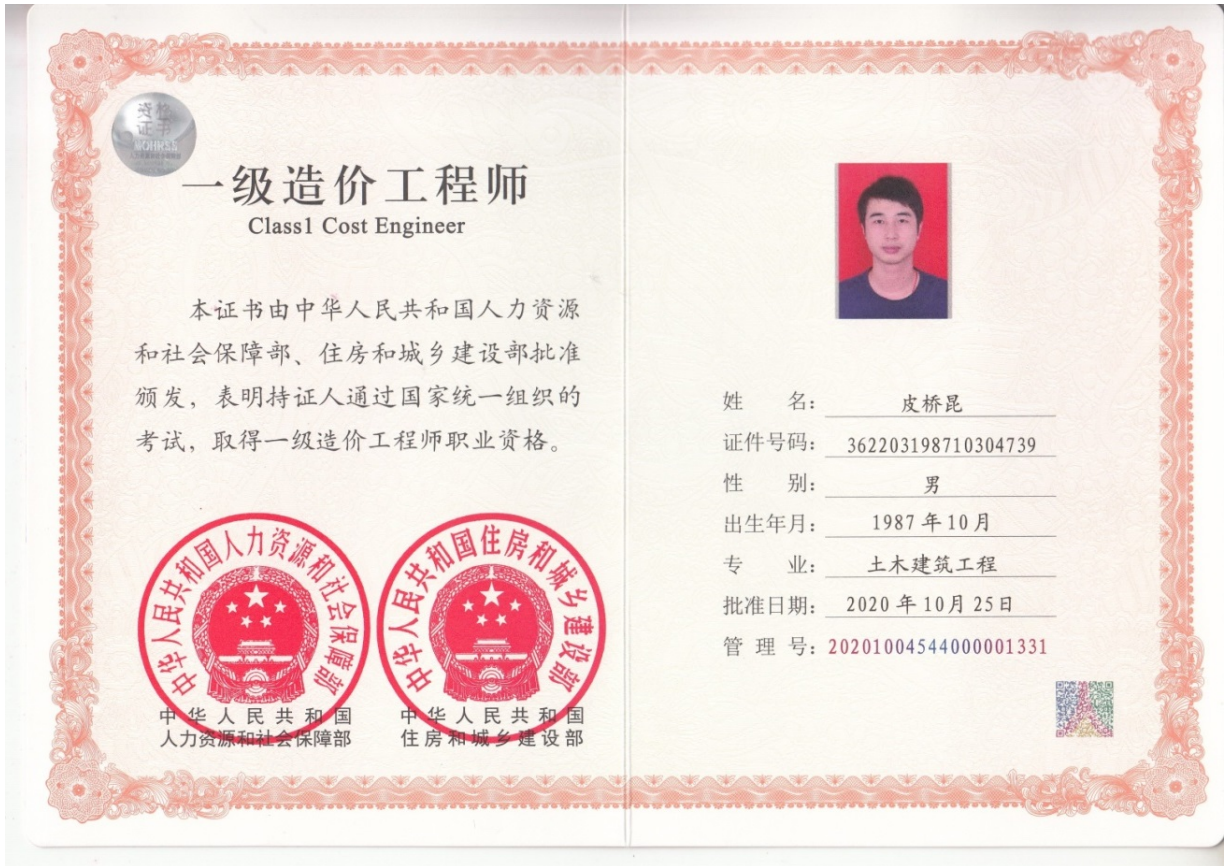 资格
证书
MOHRSS
一级造价工程师
Class1 Cost Engineer
本证书由中华人民共和国人力资源
和社会保障部、住房和城乡建设部批准
颁发，表明持证人通过国家统一组织的
考试，取得一级造价工程师职业资格。
中华人民共和国人力资源和社会保障部
中华人民共和国住房和城乡建设部
中华人民共和国
人力资源和社会保障部
中华人民共和国
住房和城乡建设部
姓名：皮桥昆
证件号码：362203198710304739
性别：男
出生年月：1987年10月
专业：土木建筑工程
批准日期：2020年10月25日
管理号：20201004544000001331